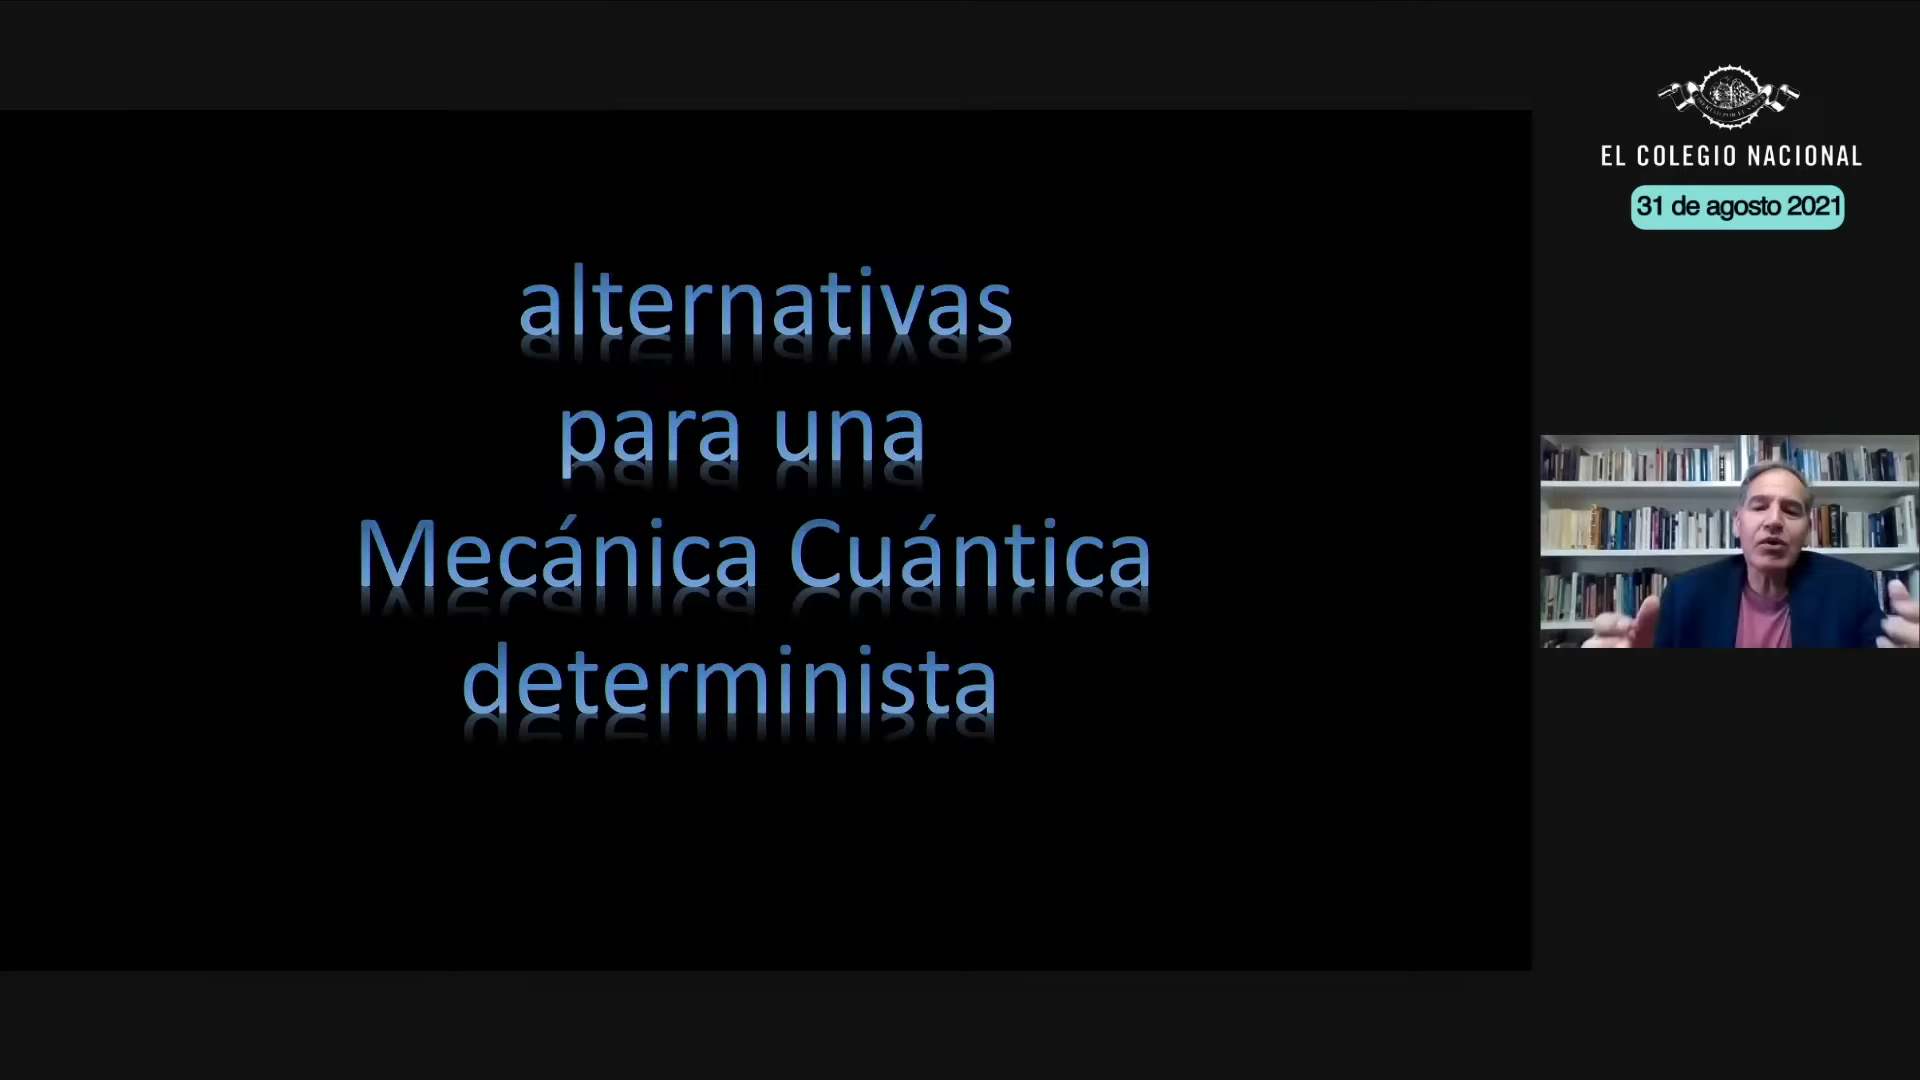 alternativas
para una
Mecánica Cuántica
determinista
EL COLEGIO NACIONAL
31 de agosto 2021